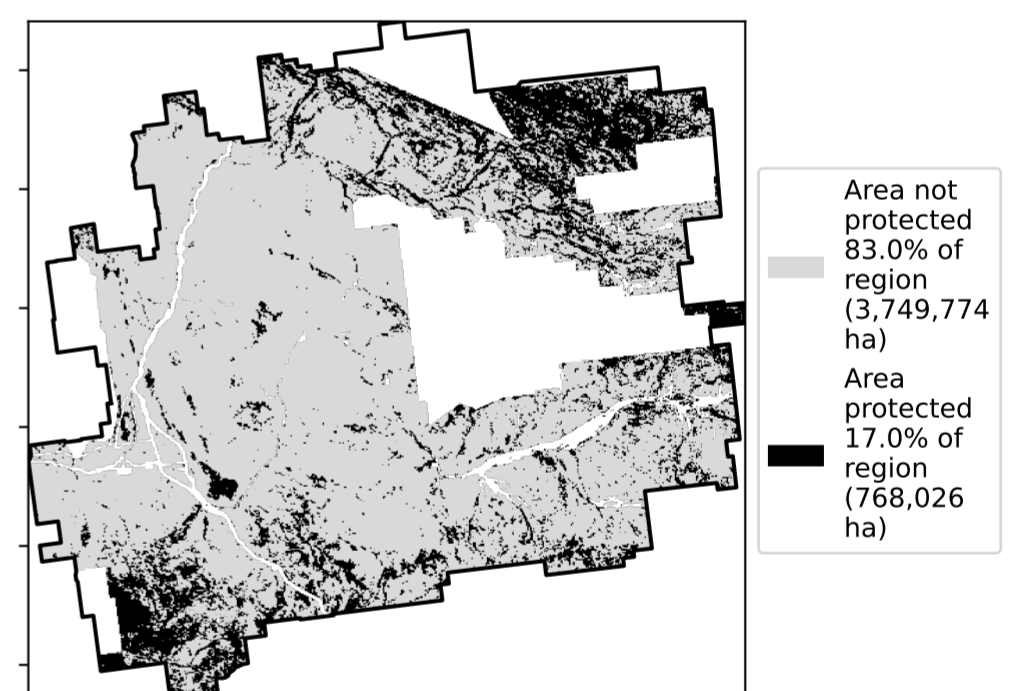 Area not
protected
83.0% of
region
(3,749,774
ha)
Area
protected
17.0% of
region
(768,026
ha)